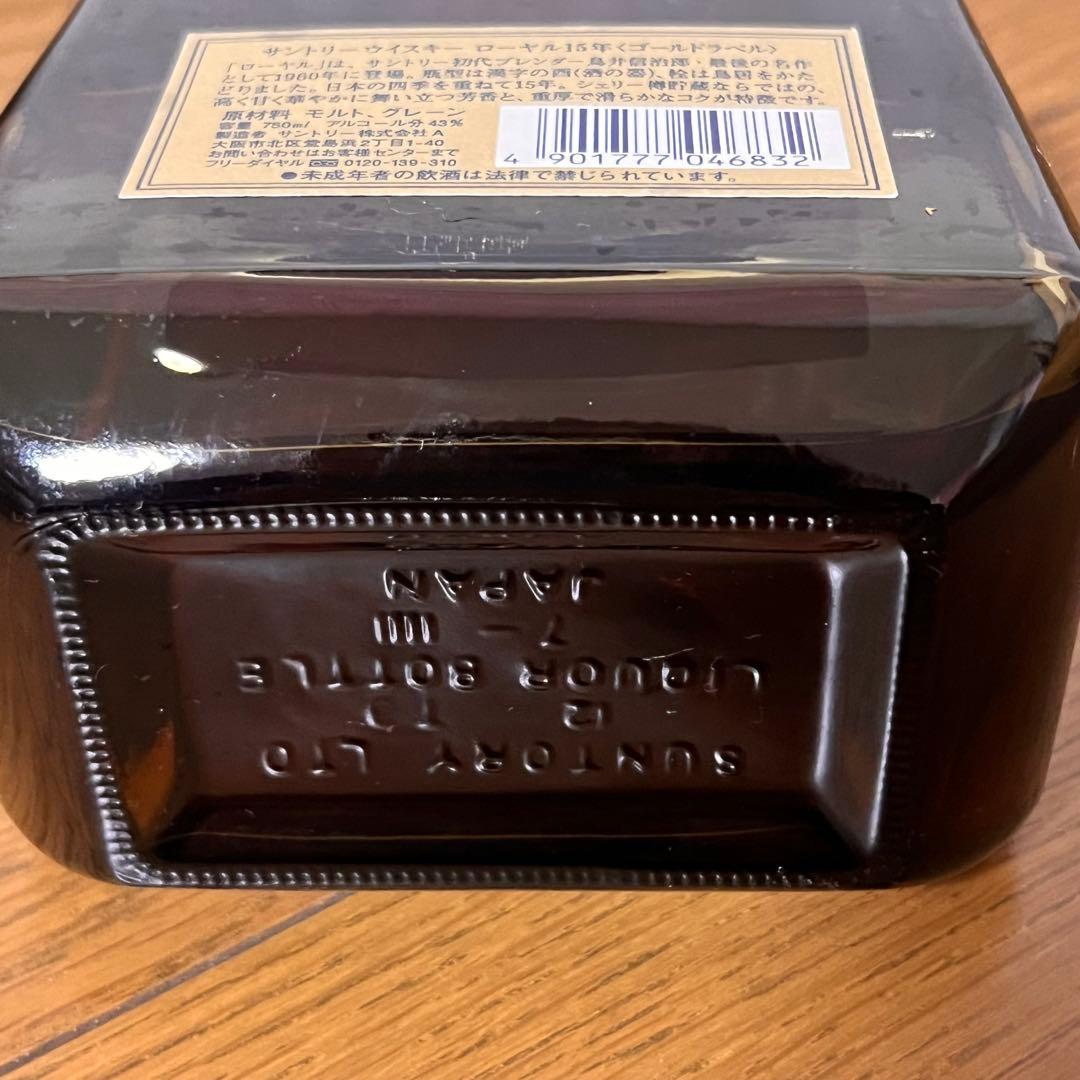 サントリー ウイスキー ローヤル15年〈ゴールドラベル〉
「ローヤル」は、サントリー初代ブレンダー鳥井信治郎・最後の名作
として1960年に登場。瓶型は漢字の酉(酒の器)、栓は鳥居をかた
どりました。日本の四季を重ねて15年。シェリー樽貯蔵ならではの、
高く甘く華やかに舞い立つ芳香と、重厚で滑らかなコクが特徴です。
原材料 モルト、グレーン
容量 750ml アルコール分43%
製造者 サントリー株式会社A
大阪市北区堂島浜2丁目1-40
お問い合わせはお客様センターまで
フリーダイヤル 0120-139-310
4 901777 046832
●未成年者の飲酒は法律で禁じられています。
SUNTORY LTD
12 T3
LIQUOR BOTTLE
7-
JAPAN